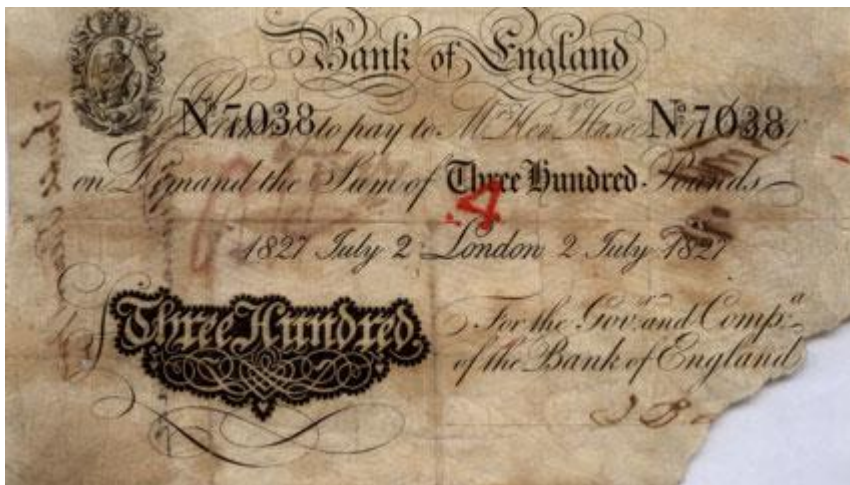 Bank of England
Nº 7038 to pay to Mr Hen Hase Nº 7038
on Demand the Sum of Three Hundred Pounds
1827 July 2 London 2 July 1827
Three Hundred
For the Govr and Compa
of the Bank of England